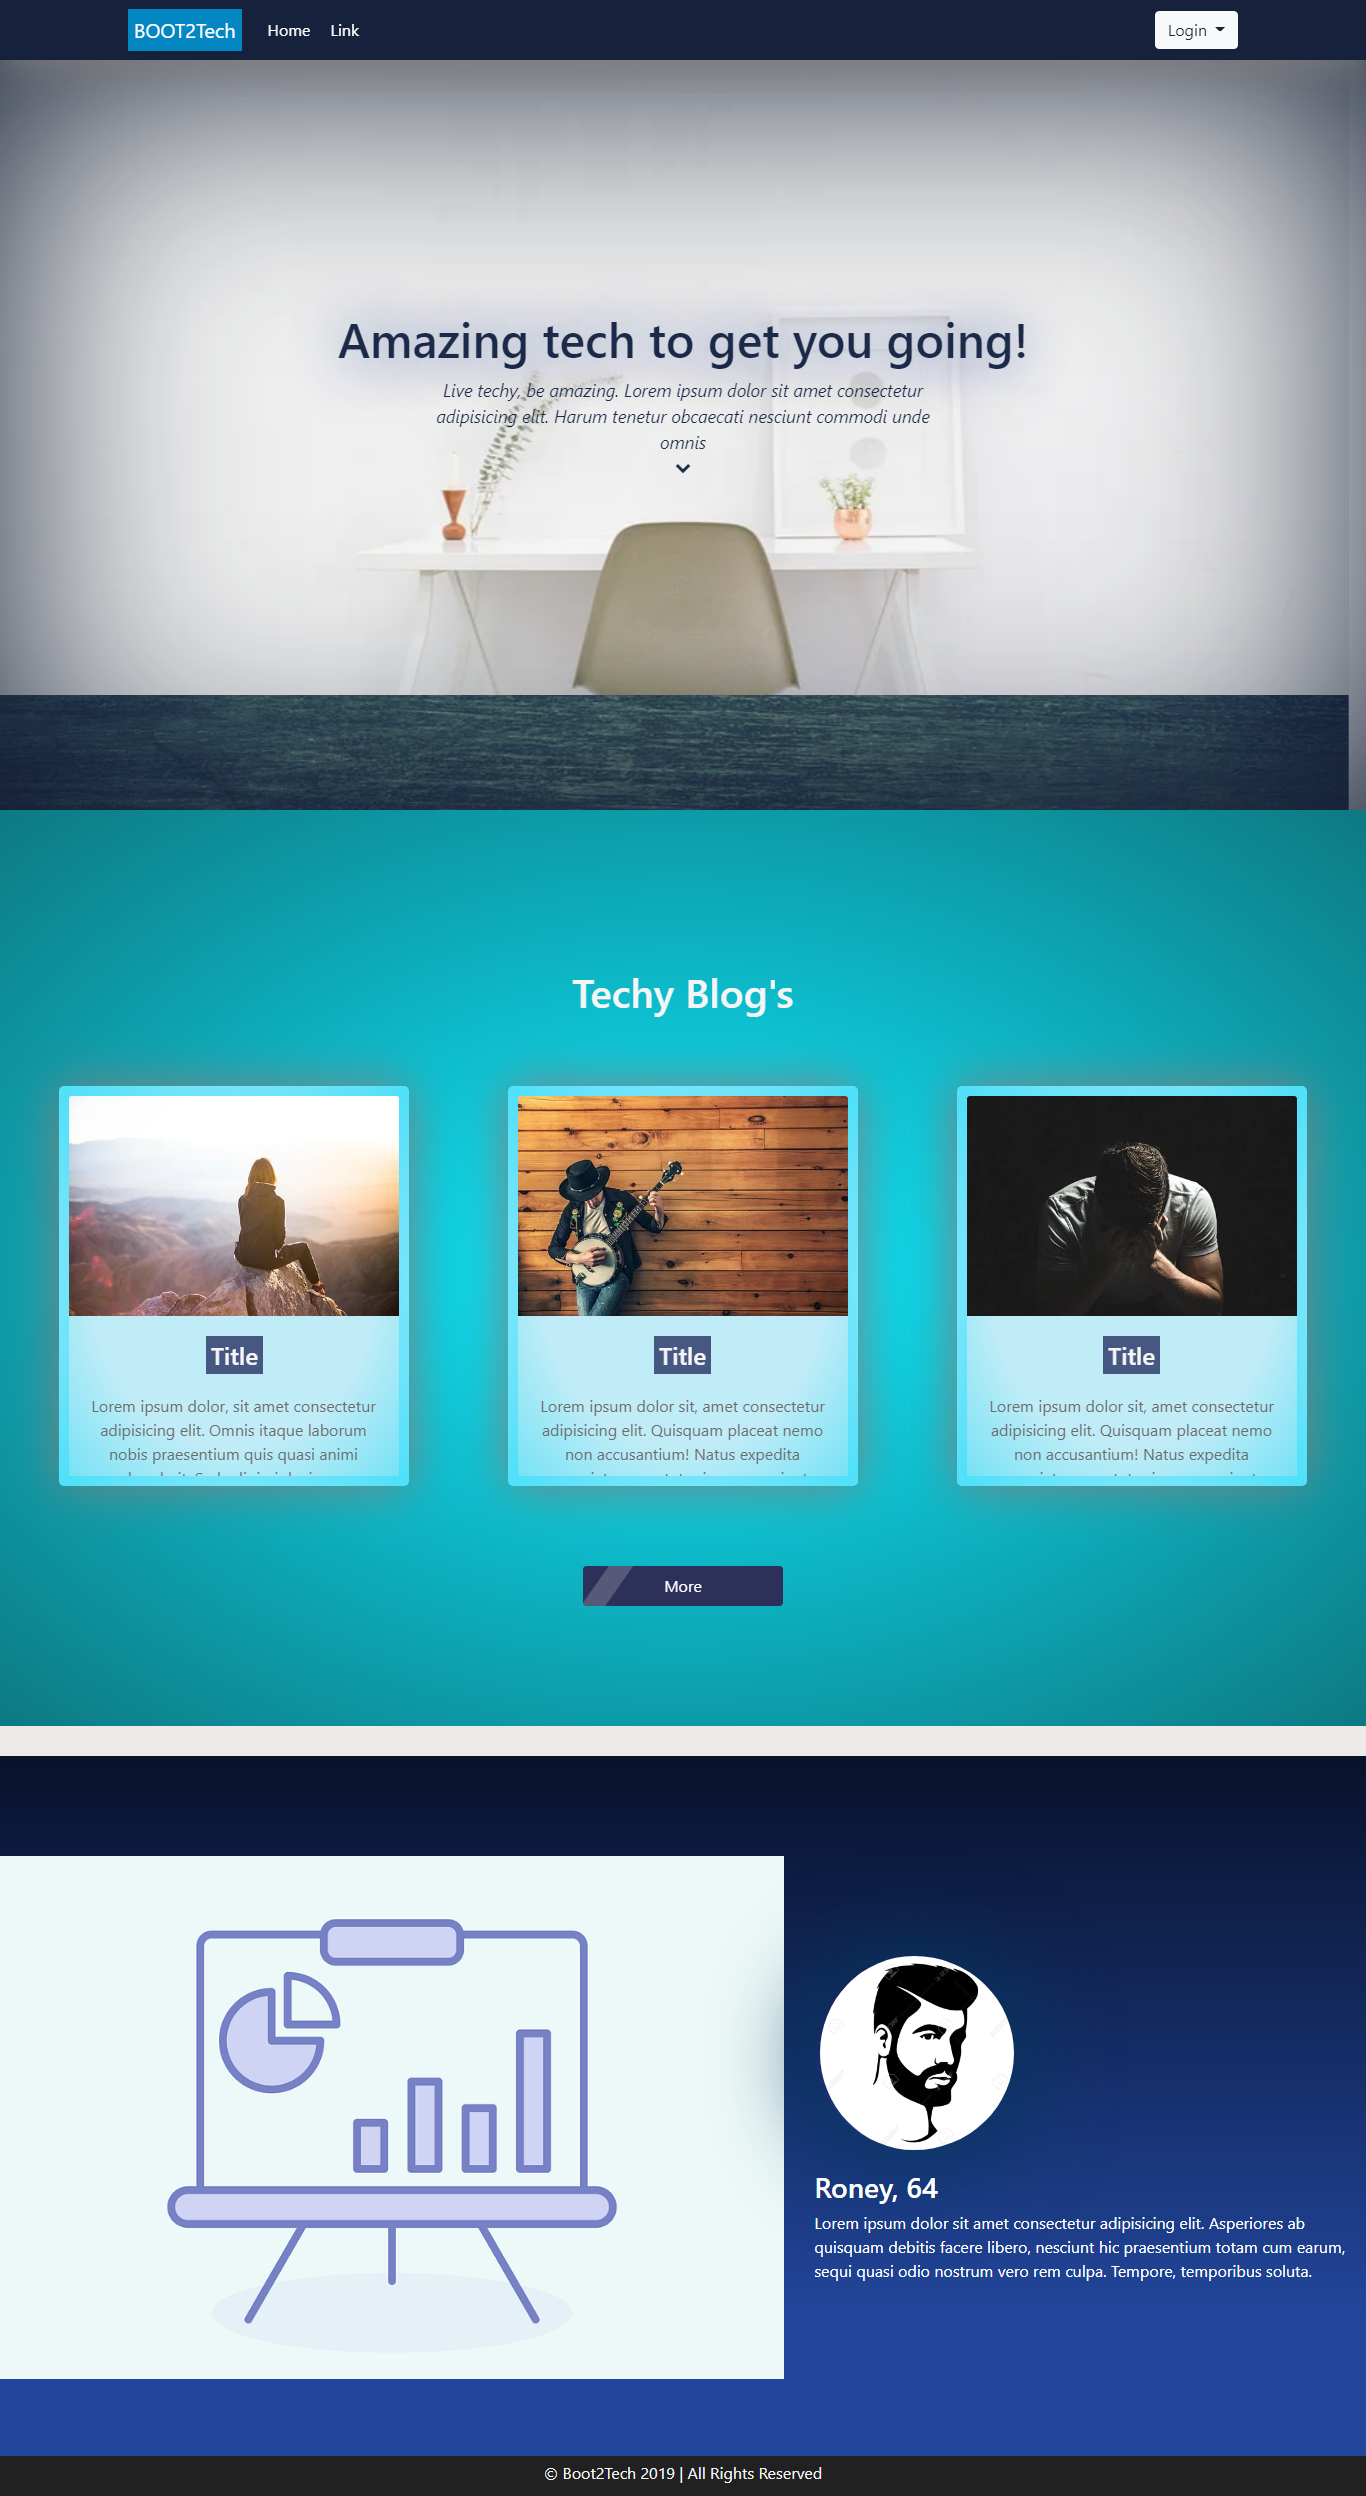 BOOT2Tech Home Link Login
Amazing tech to get you going!
Live techy, be amazing. Lorem ipsum dolor sit amet consectetur
adipisicing elit. Harum tenetur obcaecati nesciunt commodi unde
omnis
Techy Blog's
Title
Lorem ipsum dolor, sit amet consectetur
adipisicing elit. Omnis itaque laborum
nobis praesentium quis quasi animi
Title
Lorem ipsum dolor sit, amet consectetur
adipisicing elit. Quisquam placeat nemo
non accusantium! Natus expedita
Title
Lorem ipsum dolor sit, amet consectetur
adipisicing elit. Quisquam placeat nemo
non accusantium! Natus expedita
More
Roney, 64
Lorem ipsum dolor sit amet consectetur adipisicing elit. Asperiores ab
quisquam debitis facere libero, nesciunt hic praesentium totam cum earum,
sequi quasi odio nostrum vero rem culpa. Tempore, temporibus soluta.
© Boot2Tech 2019 | All Rights Reserved